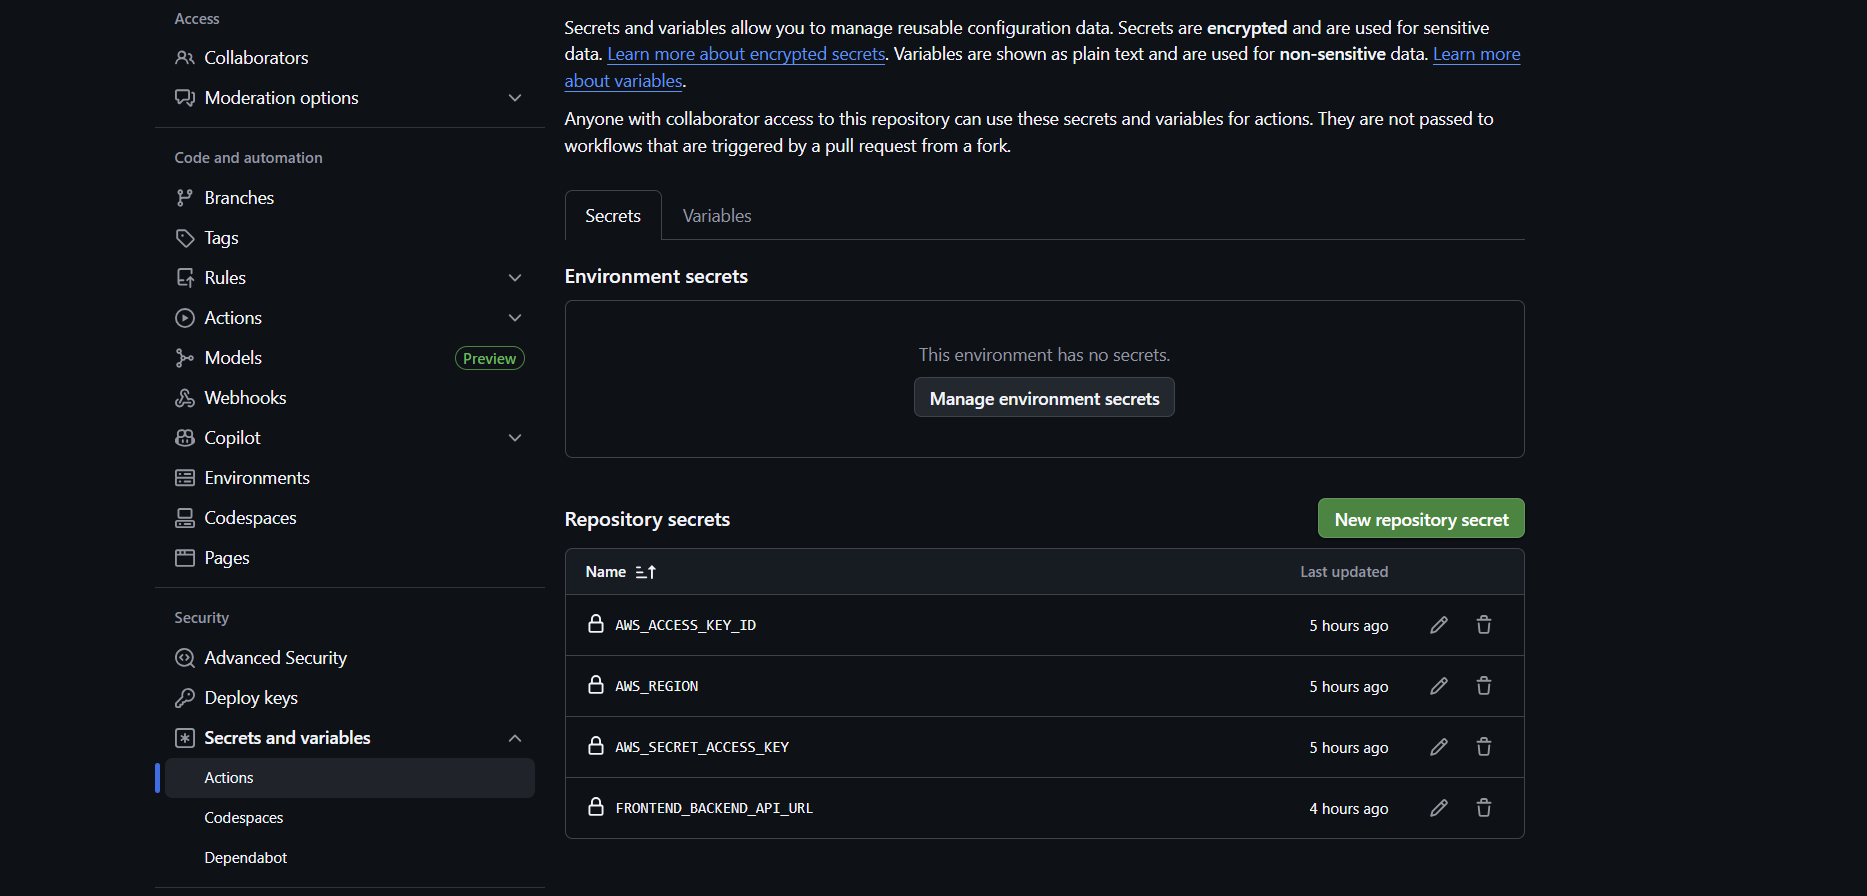 Access
Collaborators
Moderation options
Code and automation
Branches
Tags
Rules
Actions
Models
Preview
Webhooks
Copilot
Environments
Codespaces
Pages
Security
Advanced Security
Deploy keys
Secrets and variables
Actions
Codespaces
Dependabot
Secrets and variables allow you to manage reusable configuration data. Secrets are encrypted and are used for sensitive
data. Learn more about encrypted secrets. Variables are shown as plain text and are used for non-sensitive data. Learn more
about variables.
Anyone with collaborator access to this repository can use these secrets and variables for actions. They are not passed to
workflows that are triggered by a pull request from a fork.
Secrets
Variables
Environment secrets
This environment has no secrets.
Manage environment secrets
Repository secrets
New repository secret
Name
Last updated
AWS_ACCESS_KEY_ID
5 hours ago
AWS_REGION
5 hours ago
AWS_SECRET_ACCESS_KEY
5 hours ago
FRONTEND_BACKEND_API_URL
4 hours ago